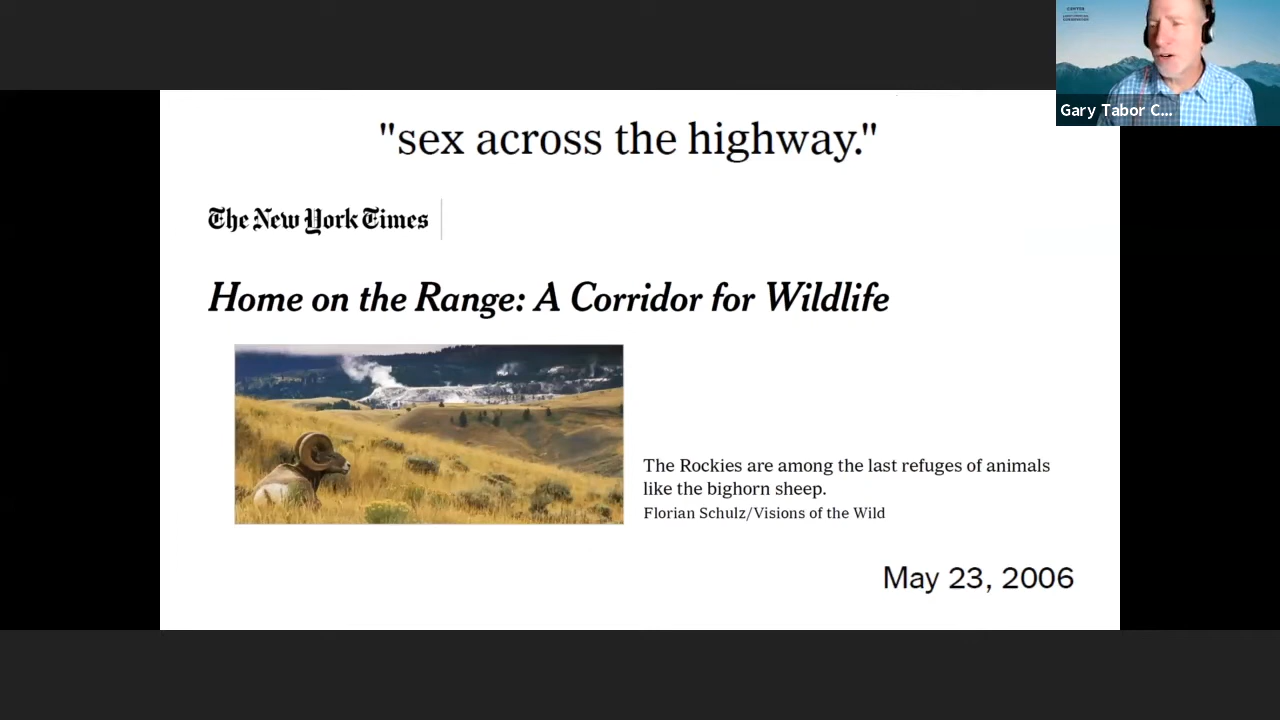 "sex across the highway."
The New York Times
Home on the Range: A Corridor for Wildlife
The Rockies are among the last refuges of animals
like the bighorn sheep.
Florian Schulz/Visions of the Wild
May 23, 2006
CENTER
CONSERVATION
Gary Tabor C...